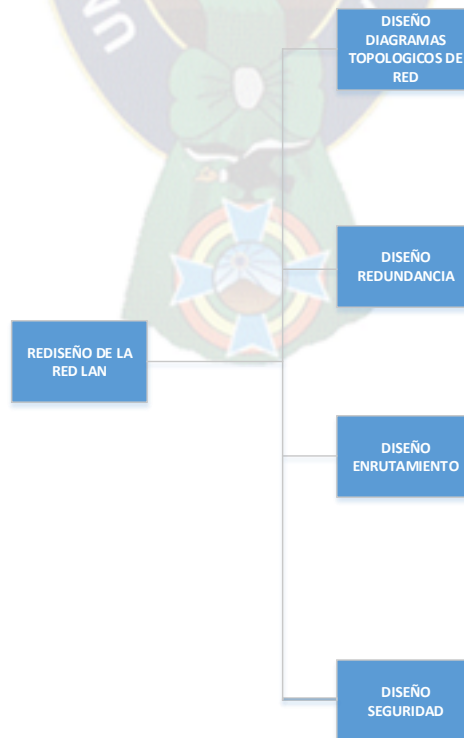 DISEÑO
DIAGRAMAS
TOPOLOGICOS DE
RED
DISEÑO
REDUNDANCIA
REDISEÑO DE LA
RED LAN
DISEÑO
ENRUTAMIENTO
DISEÑO
SEGURIDAD